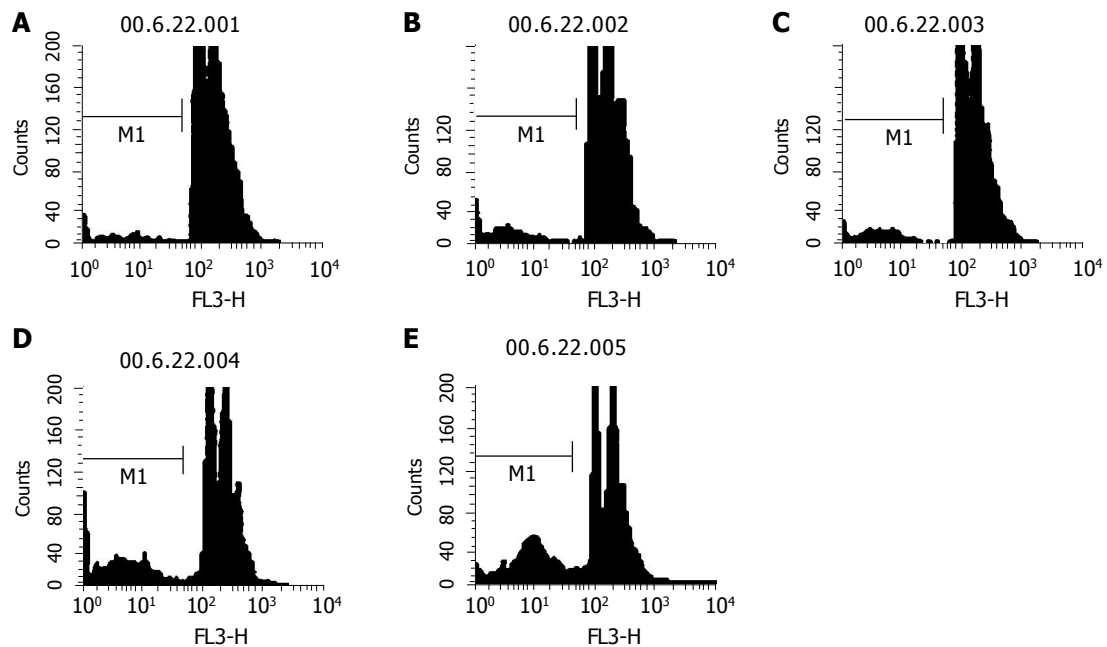 A
00.6.22.001
200
160
120
80
40
0
Counts
M1
10⁰ 10¹ 10² 10³ 10⁴
FL3-H
B
00.6.22.002
120
80
40
0
Counts
M1
10⁰ 10¹ 10² 10³ 10⁴
FL3-H
C
00.6.22.003
200
160
120
80
40
0
Counts
M1
10⁰ 10¹ 10² 10³ 10⁴
FL3-H
D
00.6.22.004
200
160
120
80
40
0
Counts
M1
10⁰ 10¹ 10² 10³ 10⁴
FL3-H
E
00.6.22.005
200
160
120
80
40
0
Counts
M1
10⁰ 10¹ 10² 10³ 10⁴
FL3-H